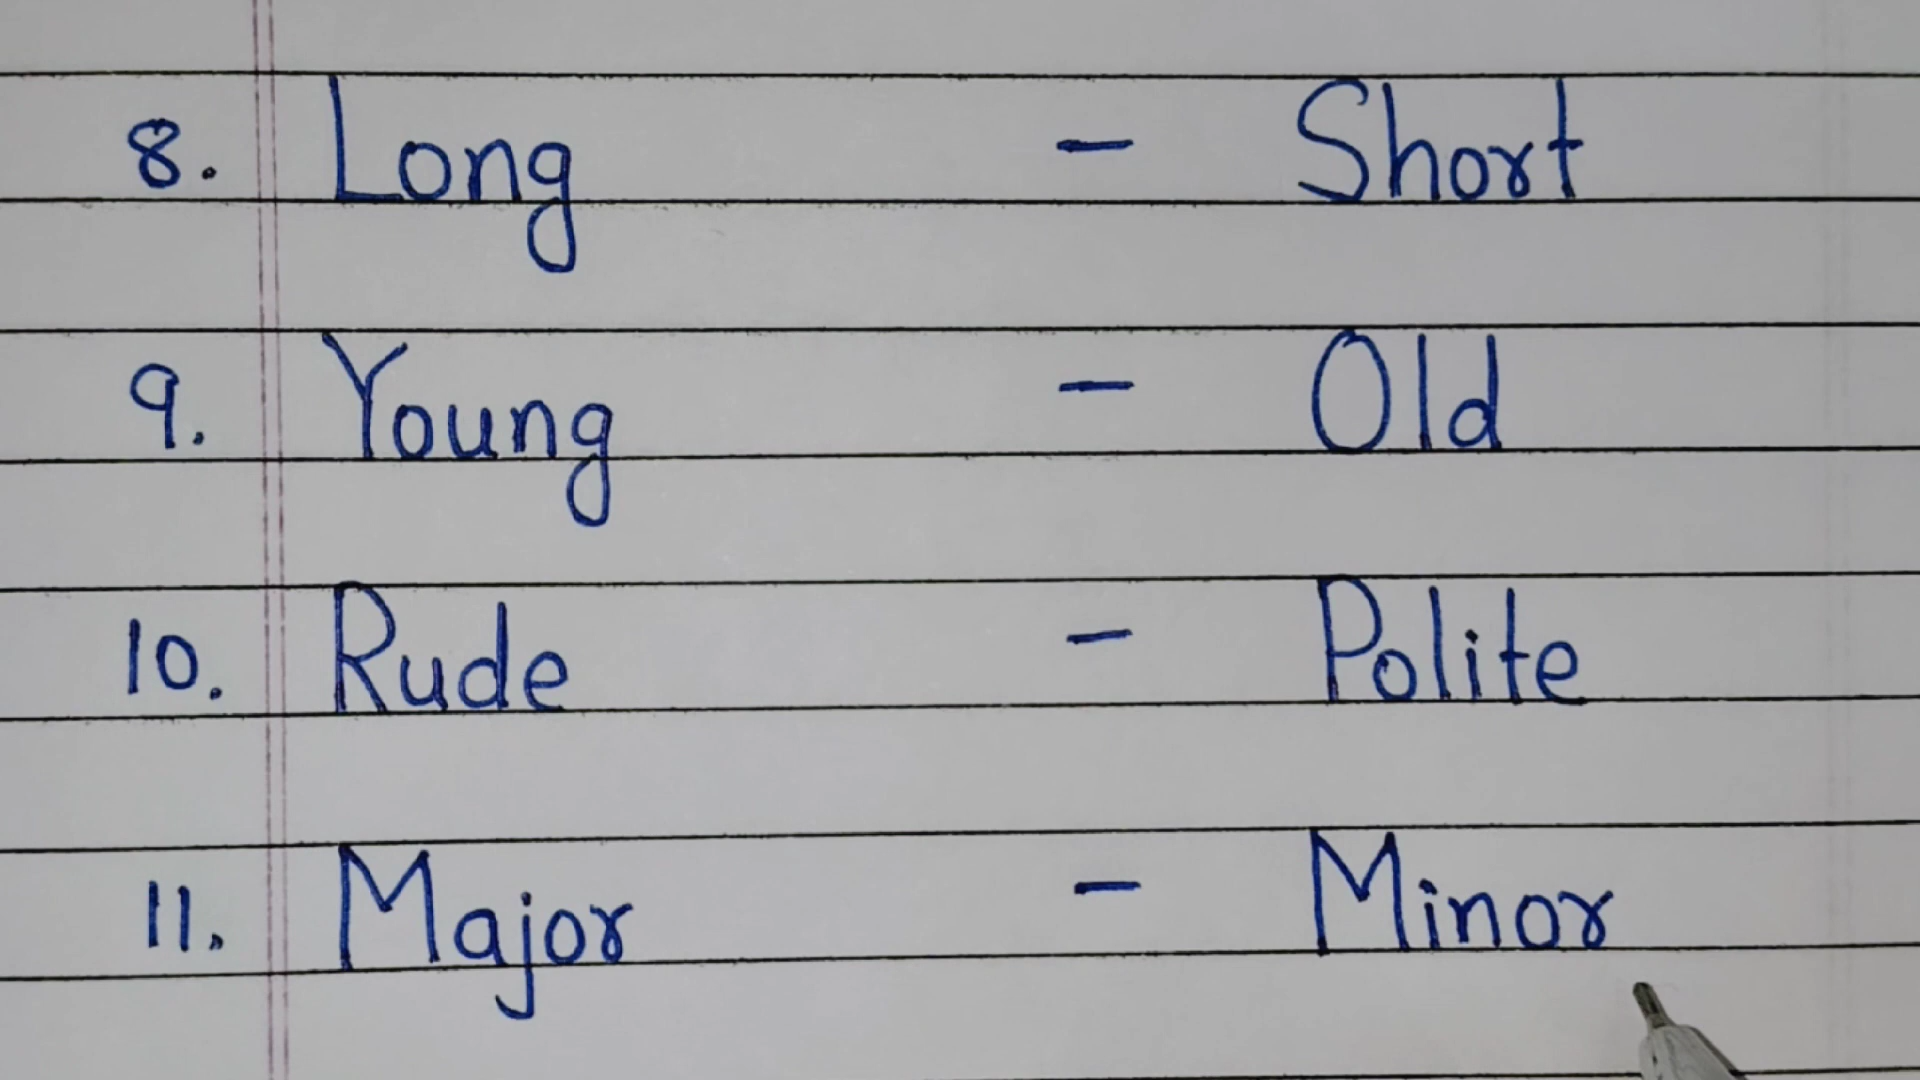 8. Long - Short
9. Young - Old
10. Rude - Polite
11. Major - Minor